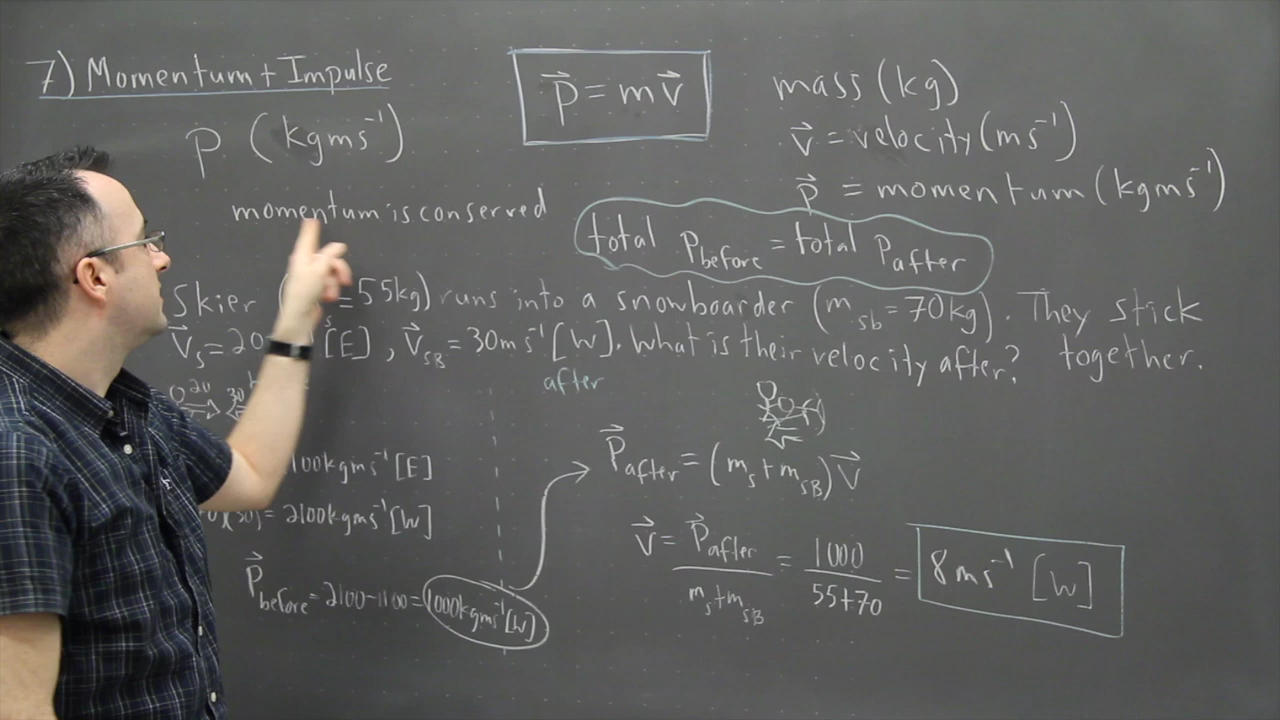 7) Momentum + Impulse
p⃗ = mv⃗
mass (kg)
p (kgms⁻¹)
v⃗ = velocity (ms⁻¹)
p⃗ = momentum (kgms⁻¹)
momentum is conserved
total p_before = total p_after
Skier ( =55kg) runs into a snowboarder (m_sb = 70kg). They stick
v⃗_s = 20 [E] , v⃗_SB = 30ms⁻¹ [W]. What is their velocity after? together.
20 30
after
P⃗_after = (m_s + m_SB) v⃗
100kgms⁻¹ [E]
(30) = 2100kgms⁻¹ [W]
v⃗ = P⃗_after / m_s + m_SB = 1000 / 55+70 = 8ms⁻¹ [W]
P⃗_before = 2100-1100 = 1000kgms⁻¹ [W]